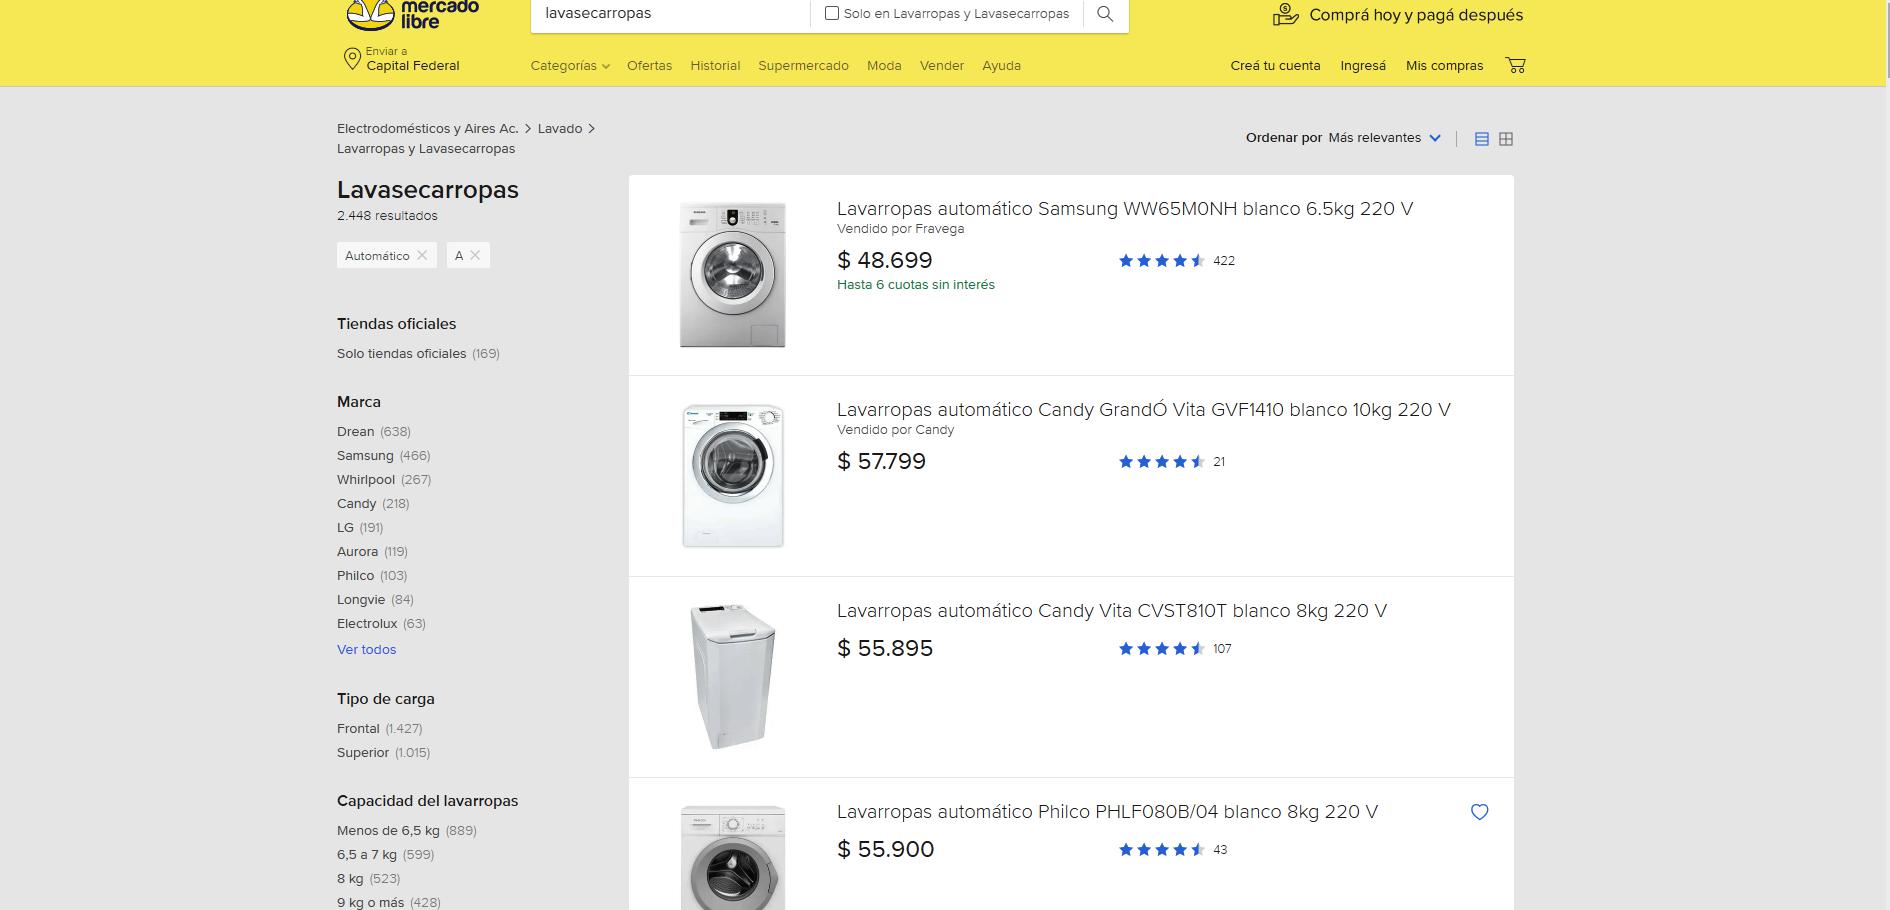 mercado
libre
lavasecarropas
Solo en Lavarropas y Lavasecarropas
Comprá hoy y pagá después
Enviar a
Capital Federal
Categorías
Ofertas
Historial
Supermercado
Moda
Vender
Ayuda
Creá tu cuenta
Ingresá
Mis compras
Electrodomésticos y Aires Ac. > Lavado >
Lavarropas y Lavasecarropas
Ordenar por Más relevantes
Lavasecarropas
2.448 resultados
Automático
A
Tiendas oficiales
Solo tiendas oficiales (169)
Marca
Drean (638)
Samsung (466)
Whirlpool (267)
Candy (218)
LG (191)
Aurora (119)
Philco (103)
Longvie (84)
Electrolux (63)
Ver todos
Tipo de carga
Frontal (1.427)
Superior (1.015)
Capacidad del lavarropas
Menos de 6,5 kg (889)
6,5 a 7 kg (599)
8 kg (523)
9 kg o más (428)
Lavarropas automático Samsung WW65M0NH blanco 6.5kg 220 V
Vendido por Fravega
$ 48.699
422
Hasta 6 cuotas sin interés
Lavarropas automático Candy GrandÓ Vita GVF1410 blanco 10kg 220 V
Vendido por Candy
$ 57.799
21
Lavarropas automático Candy Vita CVST810T blanco 8kg 220 V
$ 55.895
107
Lavarropas automático Philco PHLF080B/04 blanco 8kg 220 V
$ 55.900
43